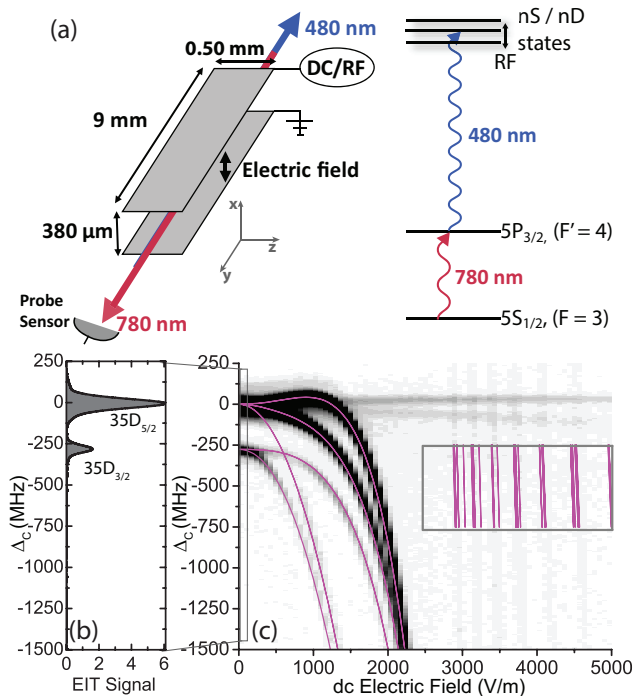 (a)
480 nm
0.50 mm
DC/RF
9 mm
Electric field
380 µm
x
z
y
Probe
Sensor
780 nm
nS / nD
states
RF
480 nm
5P3/2, (F' = 4)
780 nm
5S1/2, (F = 3)
250
0
-250
-500
-750
-1000
-1250
-1500
ΔC (MHz)
35D5/2
35D3/2
(b)
0 2 4 6
EIT Signal
250
0
-250
-500
-750
-1000
-1250
-1500
ΔC (MHz)
(c)
0 1000 2000 3000 4000 5000
dc Electric Field (V/m)